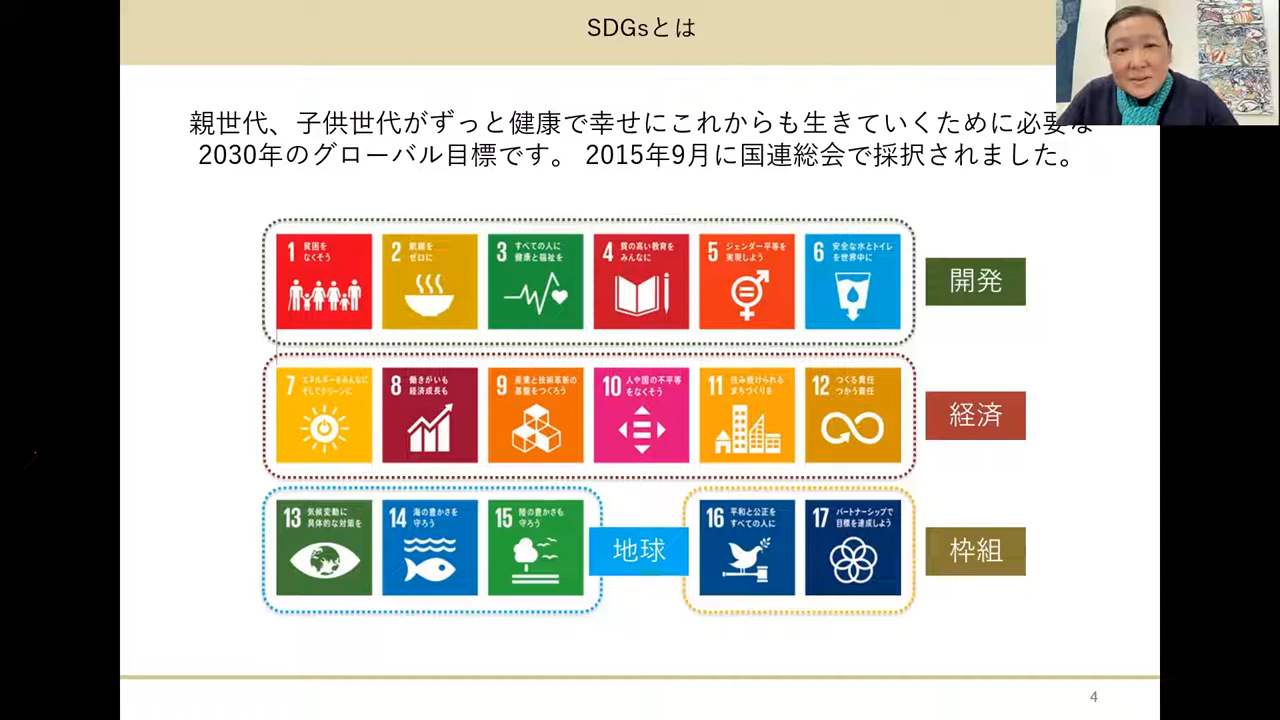 SDGsとは
親世代、子供世代がずっと健康で幸せにこれからも生きていくために必要な
2030年のグローバル目標です。 2015年9月に国連総会で採択されました。
1 貧困を
なくそう
2 飢餓を
ゼロに
3 すべての人に
健康と福祉を
4 質の高い教育を
みんなに
5 ジェンダー平等を
実現しよう
6 安全な水とトイレ
を世界中に
開発
7 エネルギーをみんなに
そしてクリーンに
8 働きがいも
経済成長も
9 産業と技術革新の
基盤をつくろう
10 人や国の不平等
をなくそう
11 住み続けられる
まちづくりを
12 つくる責任
つかう責任
経済
13 気候変動に
具体的な対策を
14 海の豊かさを
守ろう
15 陸の豊かさも
守ろう
地球
16 平和と公正を
すべての人に
17 パートナーシップで
目標を達成しよう
枠組
4